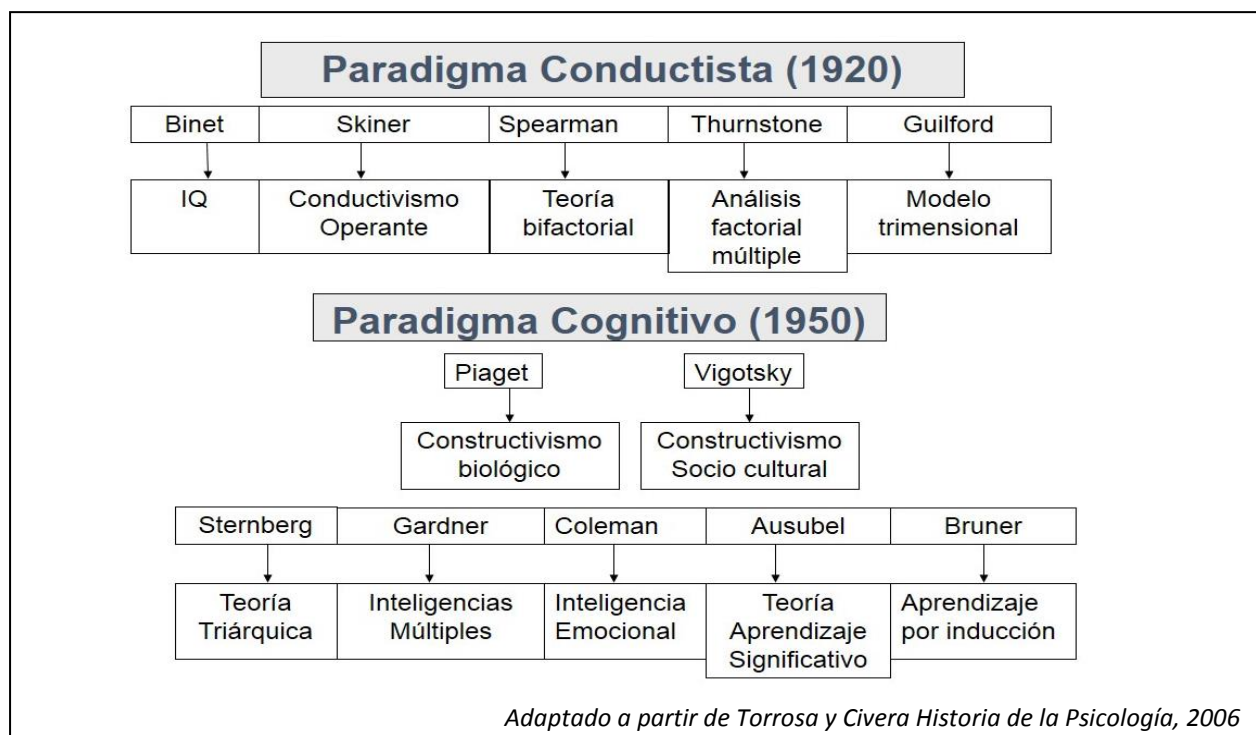 Paradigma Conductista (1920)
Binet Skiner Spearman Thurnstone Guilford
IQ Conductivismo Teoría Análisis Modelo
Operante bifactorial factorial trimensional
múltiple
Paradigma Cognitivo (1950)
Piaget Vigotsky
Constructivismo Constructivismo
biológico Socio cultural
Sternberg Gardner Coleman Ausubel Bruner
Teoría Inteligencias Inteligencia Teoría Aprendizaje
Triárquica Múltiples Emocional Aprendizaje por inducción
Significativo
Adaptado a partir de Torrosa y Civera Historia de la Psicología, 2006